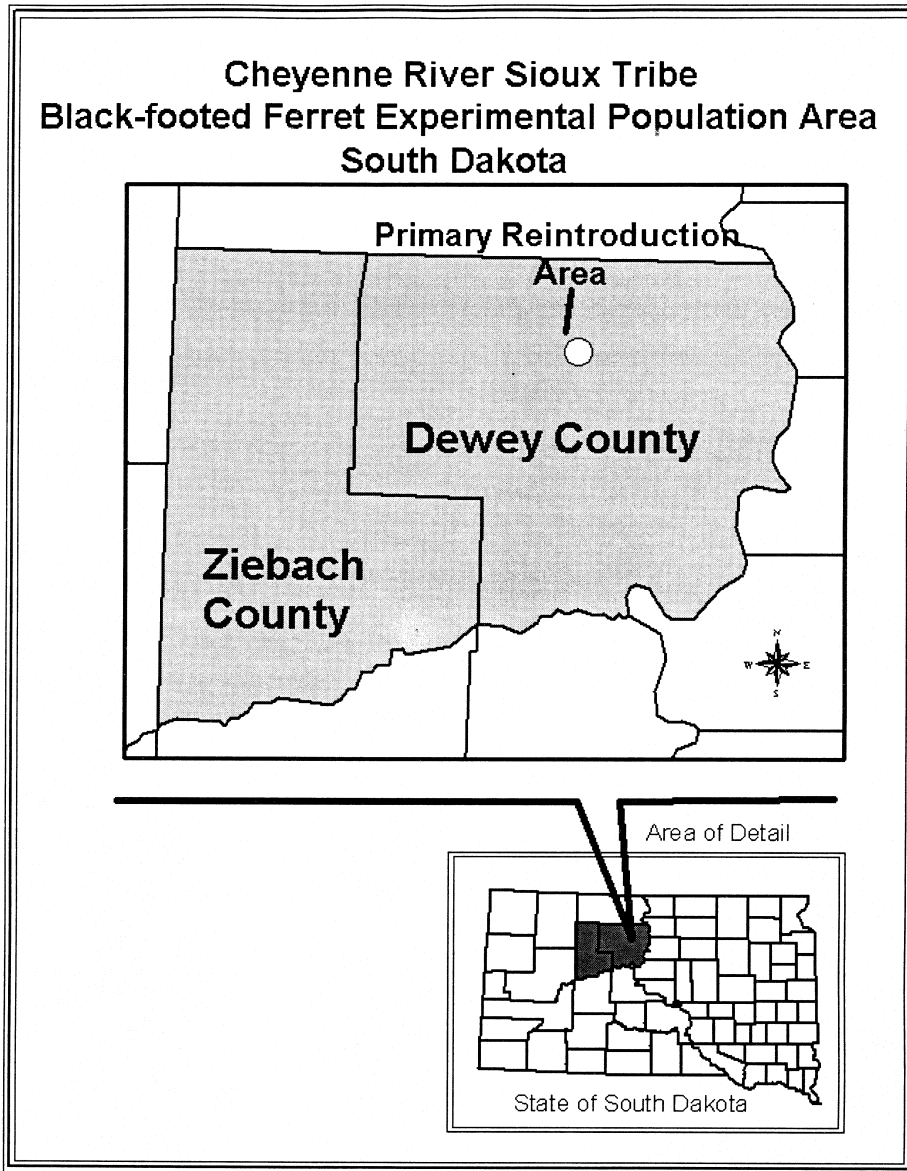 Cheyenne River Sioux Tribe
Black-footed Ferret Experimental Population Area
South Dakota
Primary Reintroduction
Area
Dewey County
Ziebach
County
N
W E
S
Area of Detail
State of South Dakota